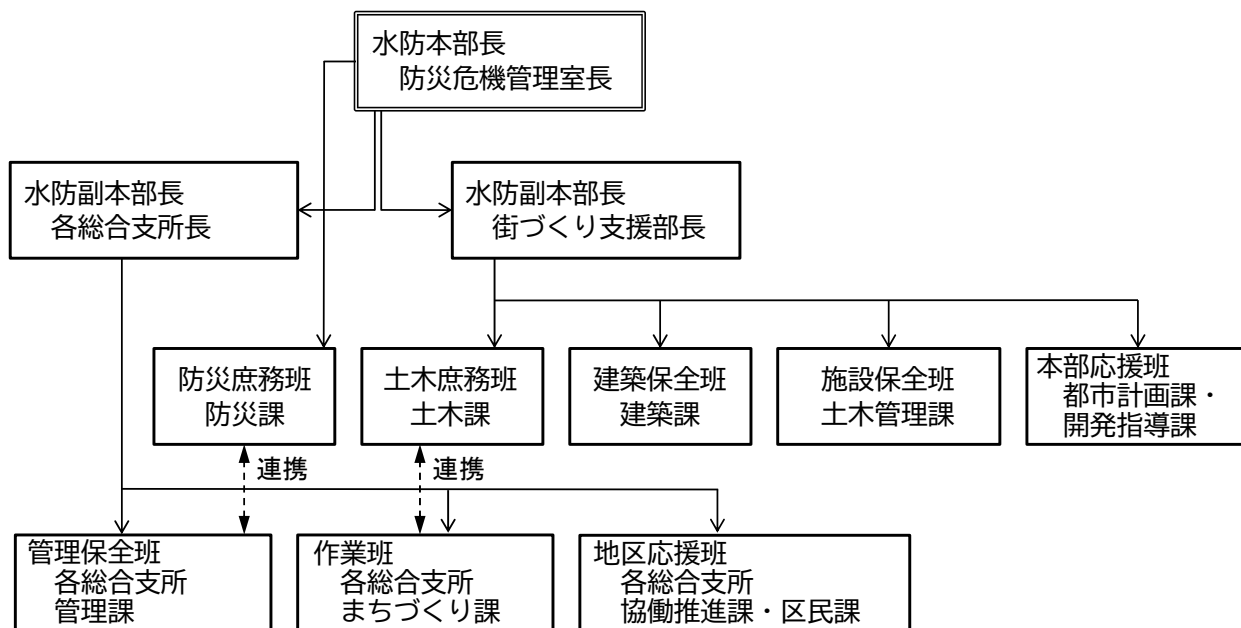 水防本部長
防災危機管理室長
水防副本部長
各総合支所長
水防副本部長
街づくり支援部長
防災庶務班
防災課
土木庶務班
土木課
建築保全班
建築課
施設保全班
土木管理課
本部応援班
都市計画課・
開発指導課
連携
連携
管理保全班
各総合支所
管理課
作業班
各総合支所
まちづくり課
地区応援班
各総合支所
協働推進課・区民課